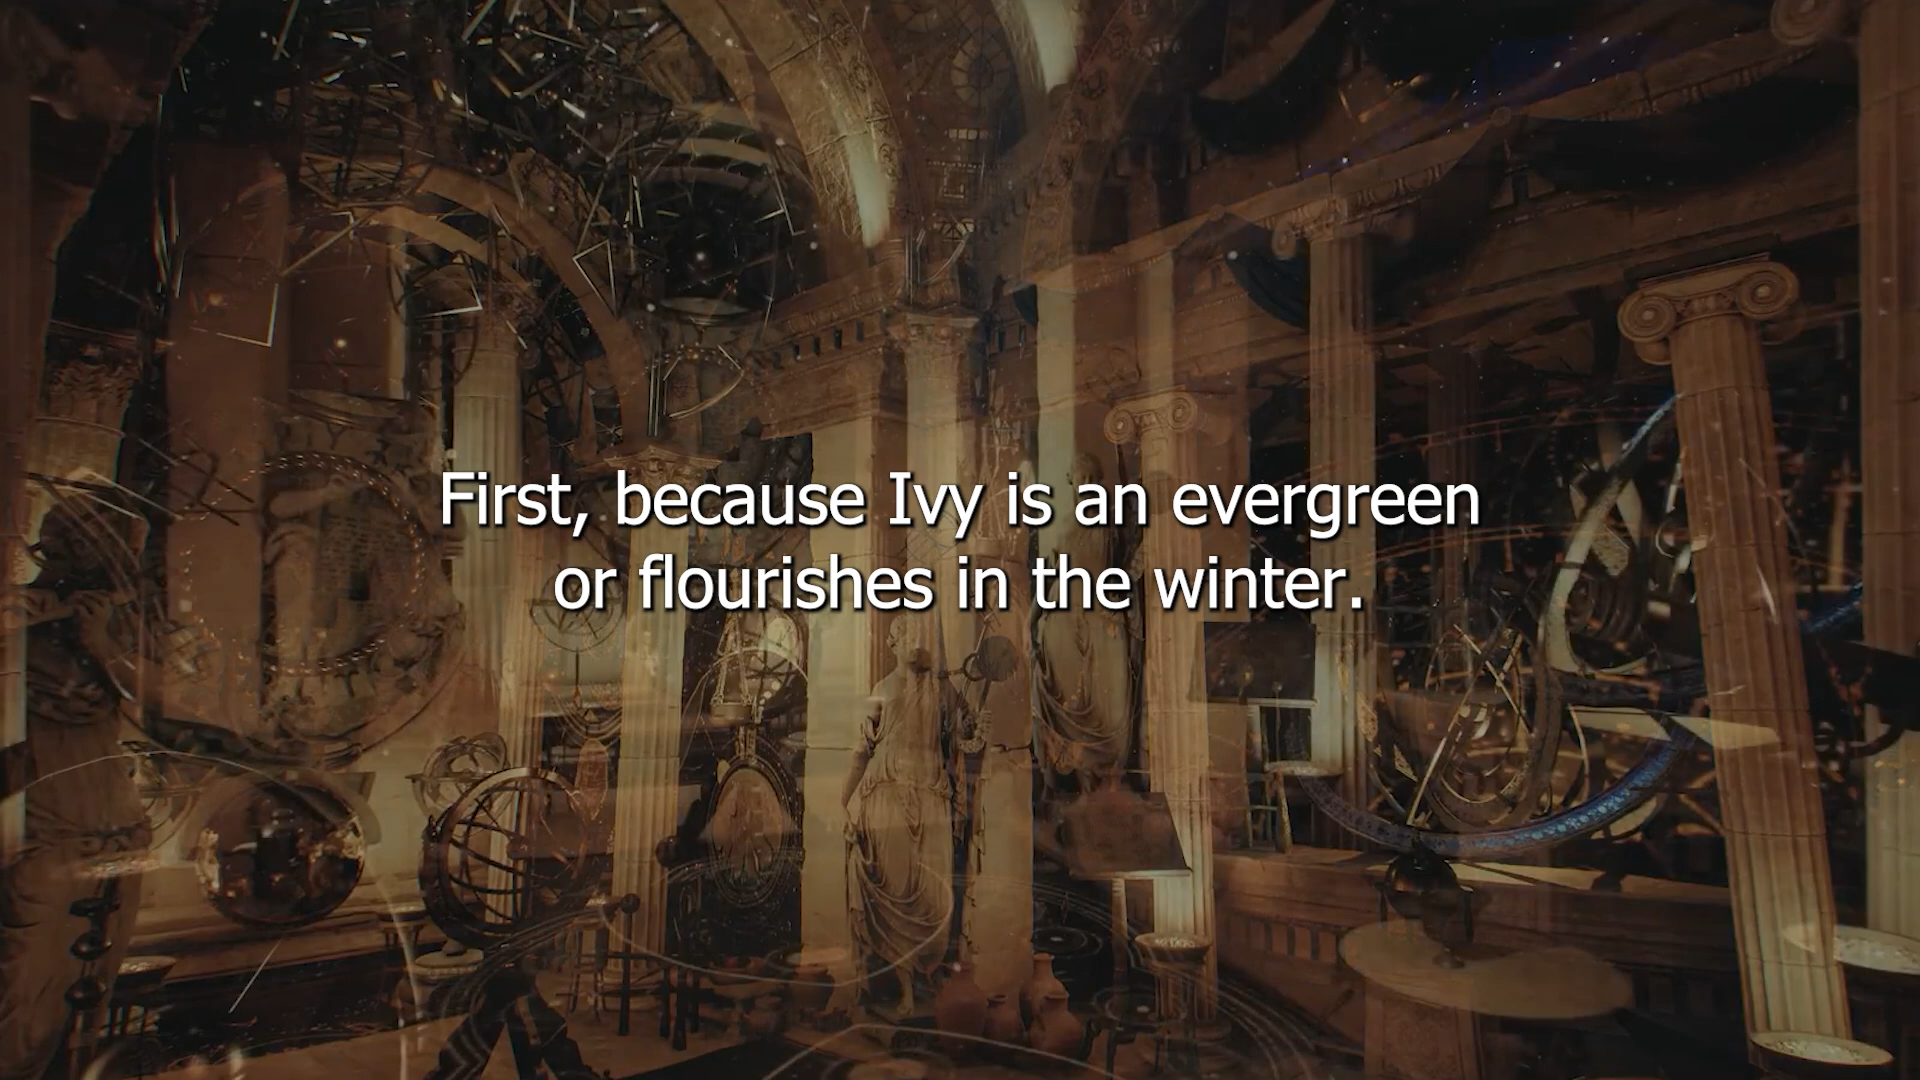 First, because Ivy is an evergreen
or flourishes in the winter.